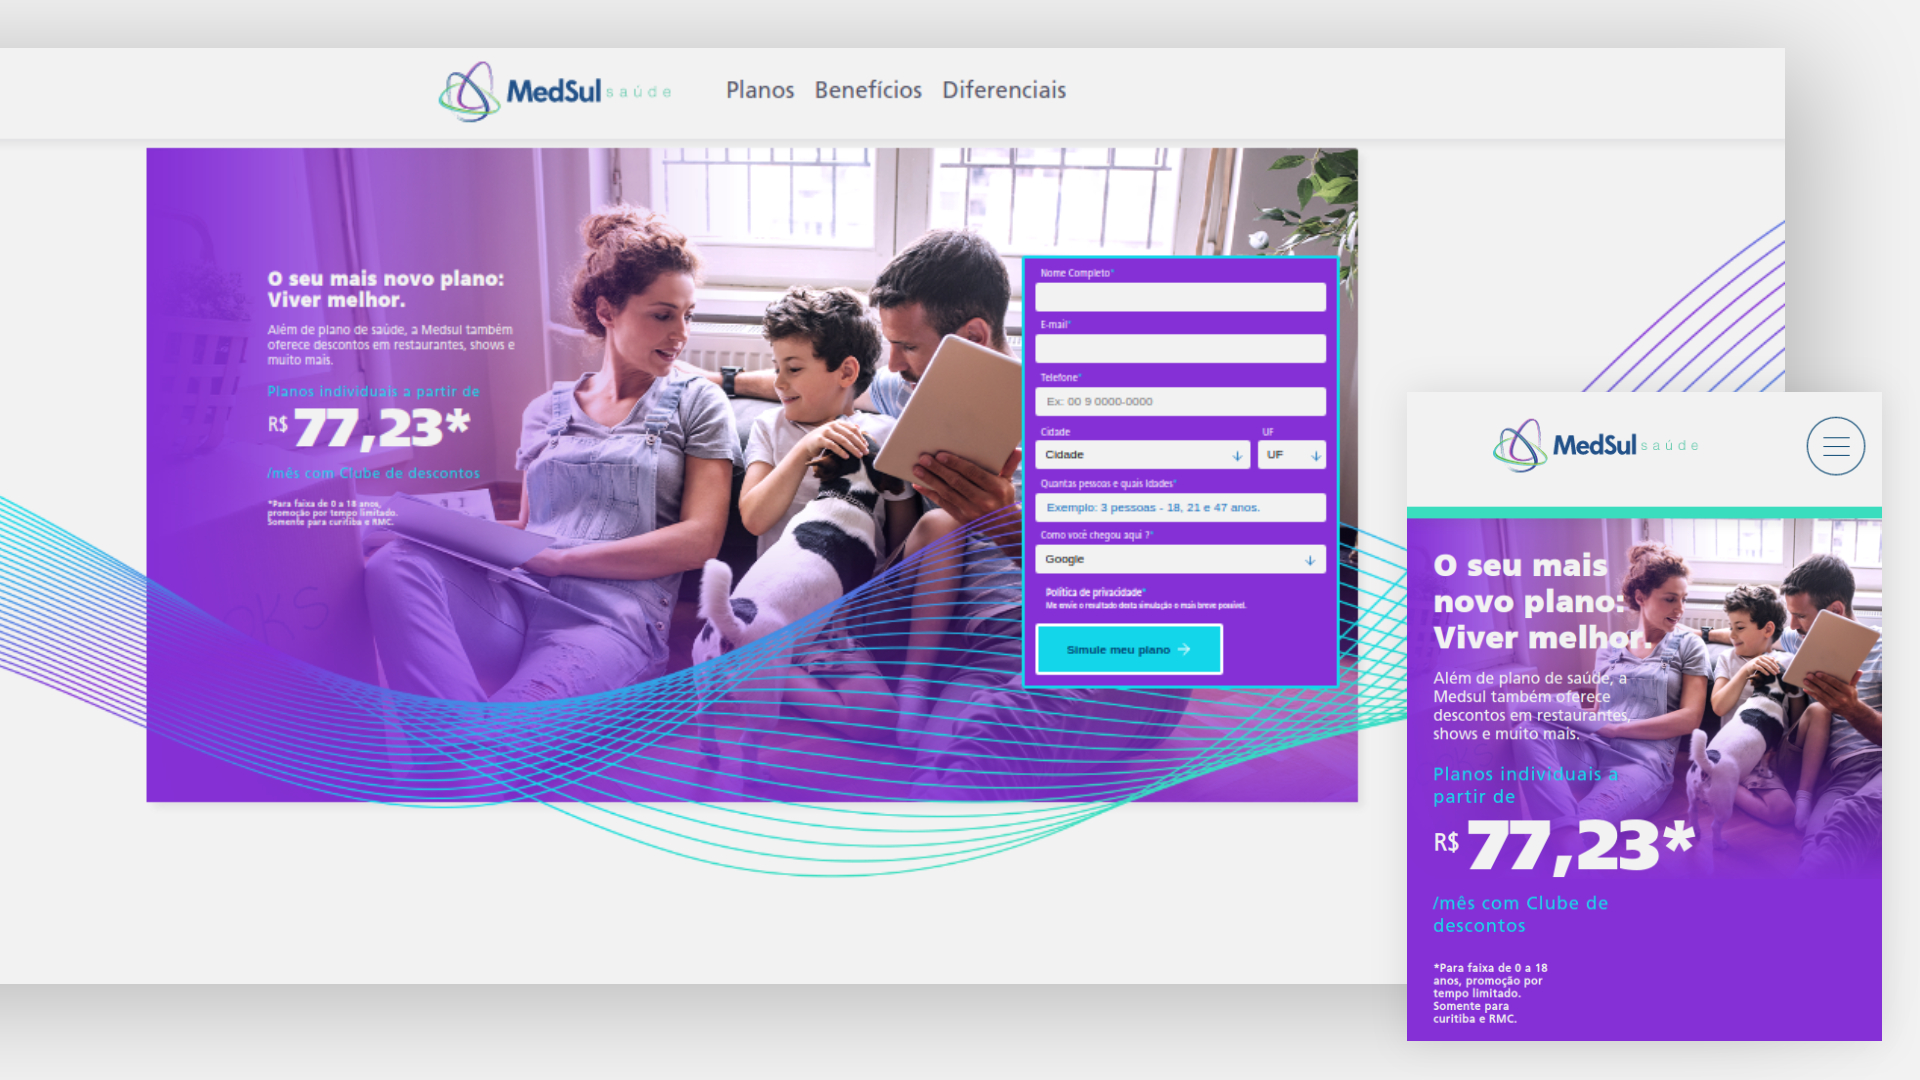 MedSul saúde
Planos Benefícios Diferenciais
O seu mais novo plano:
Viver melhor.
Além de plano de saúde, a Medsul também
oferece descontos em restaurantes, shows e
muito mais.
Planos individuais a partir de
R$ 77,23*
/mês com Clube de descontos
*Para faixa de 0 a 18 anos,
promoção por tempo limitado.
Somente para curitiba e RMC.
Nome Completo*
E-mail*
Telefone*
Ex: 00 9 0000-0000
Cidade UF
Cidade UF
Quantas pessoas e quais Idades*
Exemplo: 3 pessoas - 18, 21 e 47 anos.
Como você chegou aqui ?*
Google
Política de privacidade*
Me envie o resultado desta simulação o mais breve possível.
Simule meu plano
MedSul saúde
O seu mais
novo plano:
Viver melhor.
Além de plano de saúde, a
Medsul também oferece
descontos em restaurantes,
shows e muito mais.
Planos individuais a
partir de
R$ 77,23*
/mês com Clube de
descontos
*Para faixa de 0 a 18
anos, promoção por
tempo limitado.
Somente para
curitiba e RMC.